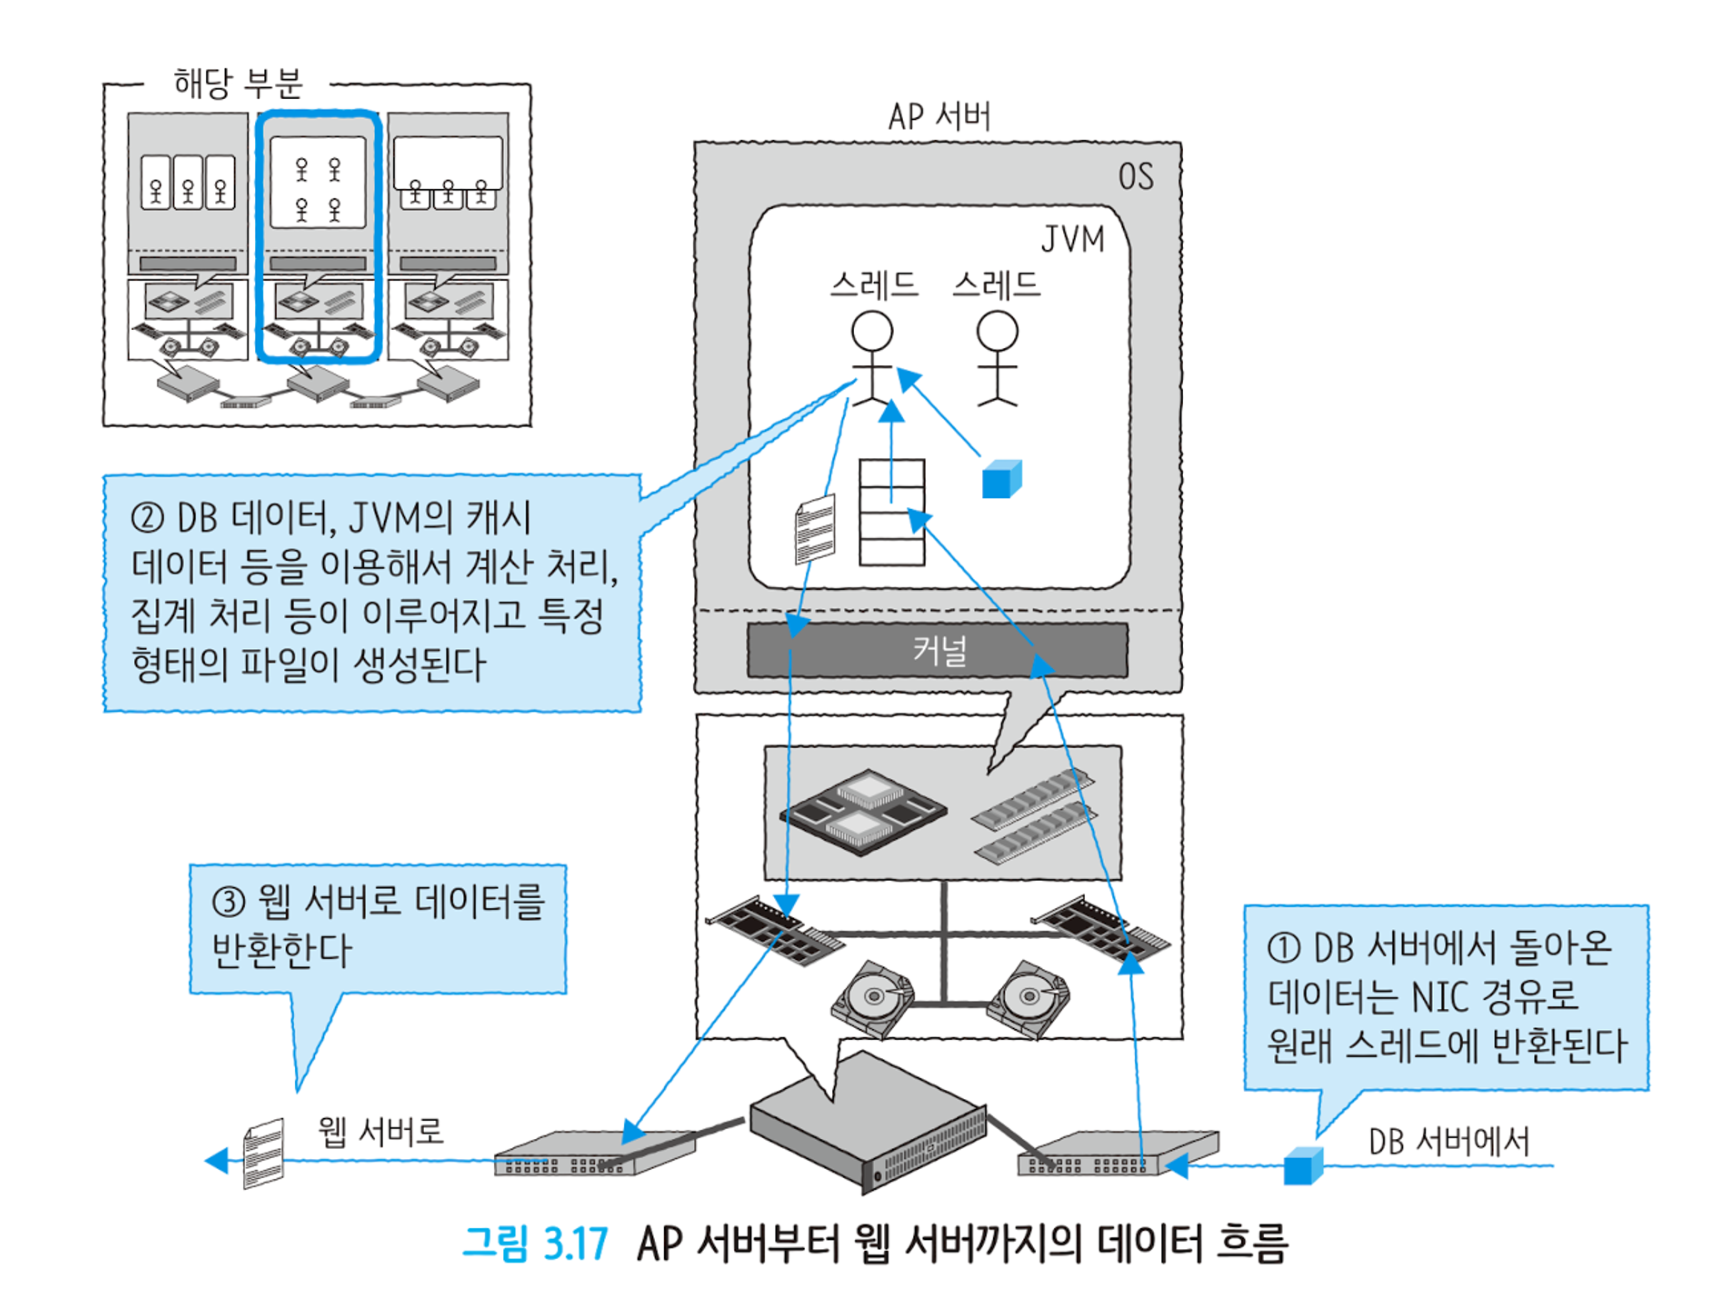 해당 부분
AP 서버
OS
JVM
스레드 스레드
② DB 데이터, JVM의 캐시
데이터 등을 이용해서 계산 처리,
집계 처리 등이 이루어지고 특정
형태의 파일이 생성된다
커널
③ 웹 서버로 데이터를
반환한다
① DB 서버에서 돌아온
데이터는 NIC 경유로
원래 스레드에 반환된다
웹 서버로
DB 서버에서
그림 3.17 AP 서버부터 웹 서버까지의 데이터 흐름